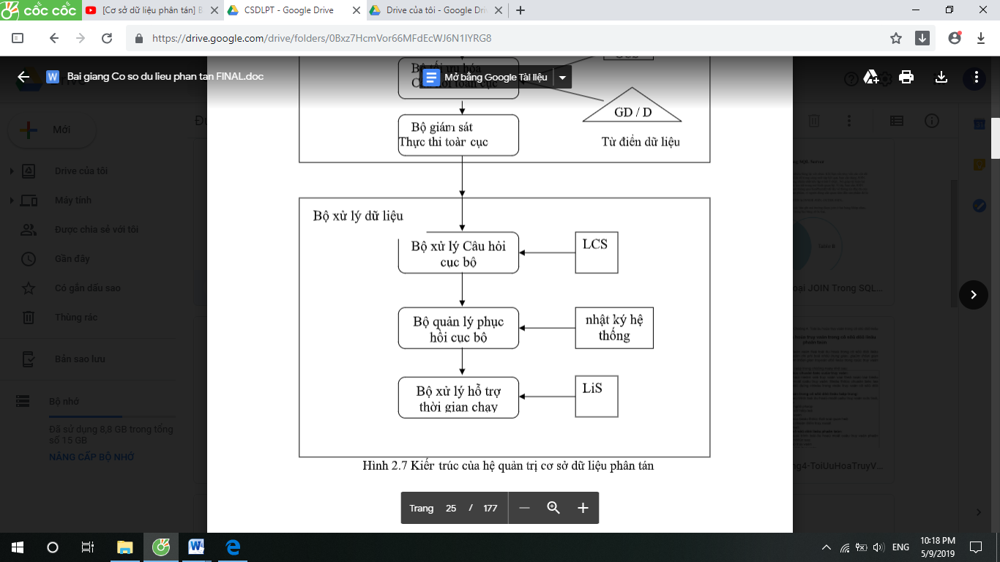 cốc cốc
[Cơ sở dữ liệu phân tán] B
CSDLPT - Google Drive
Drive của tôi - Google Dri
https://drive.google.com/drive/folders/0Bxz7HcmVor66MFdEcWJ6N1lYRG8
W
Bai giang Co so du lieu phan tan FINAL.doc
Mở bằng Google Tài liệu
Mới
Drive của tôi
Máy tính
Được chia sẻ với tôi
Gần đây
Có gắn dấu sao
Thùng rác
Bản sao lưu
Bộ nhớ
Đã sử dụng 8,8 GB trong tổng
số 15 GB
NÂNG CẤP BỘ NHỚ
Bộ tối ưu hóa
toàn cục
GD / D
Từ điển dữ liệu
Bộ giám sát
Thực thi toàn cục
Bộ xử lý dữ liệu
Bộ xử lý Câu hỏi
cục bộ
LCS
Bộ quản lý phục
hồi cục bộ
nhật ký hệ
thống
Bộ xử lý hỗ trợ
thời gian chạy
LiS
Hình 2.7 Kiến trúc của hệ quản trị cơ sở dữ liệu phân tán
Trang 25 / 177
oại JOIN Trong SQL...
ng4-ToiUuHoaTruyV...
ENG
10:18 PM
5/9/2019